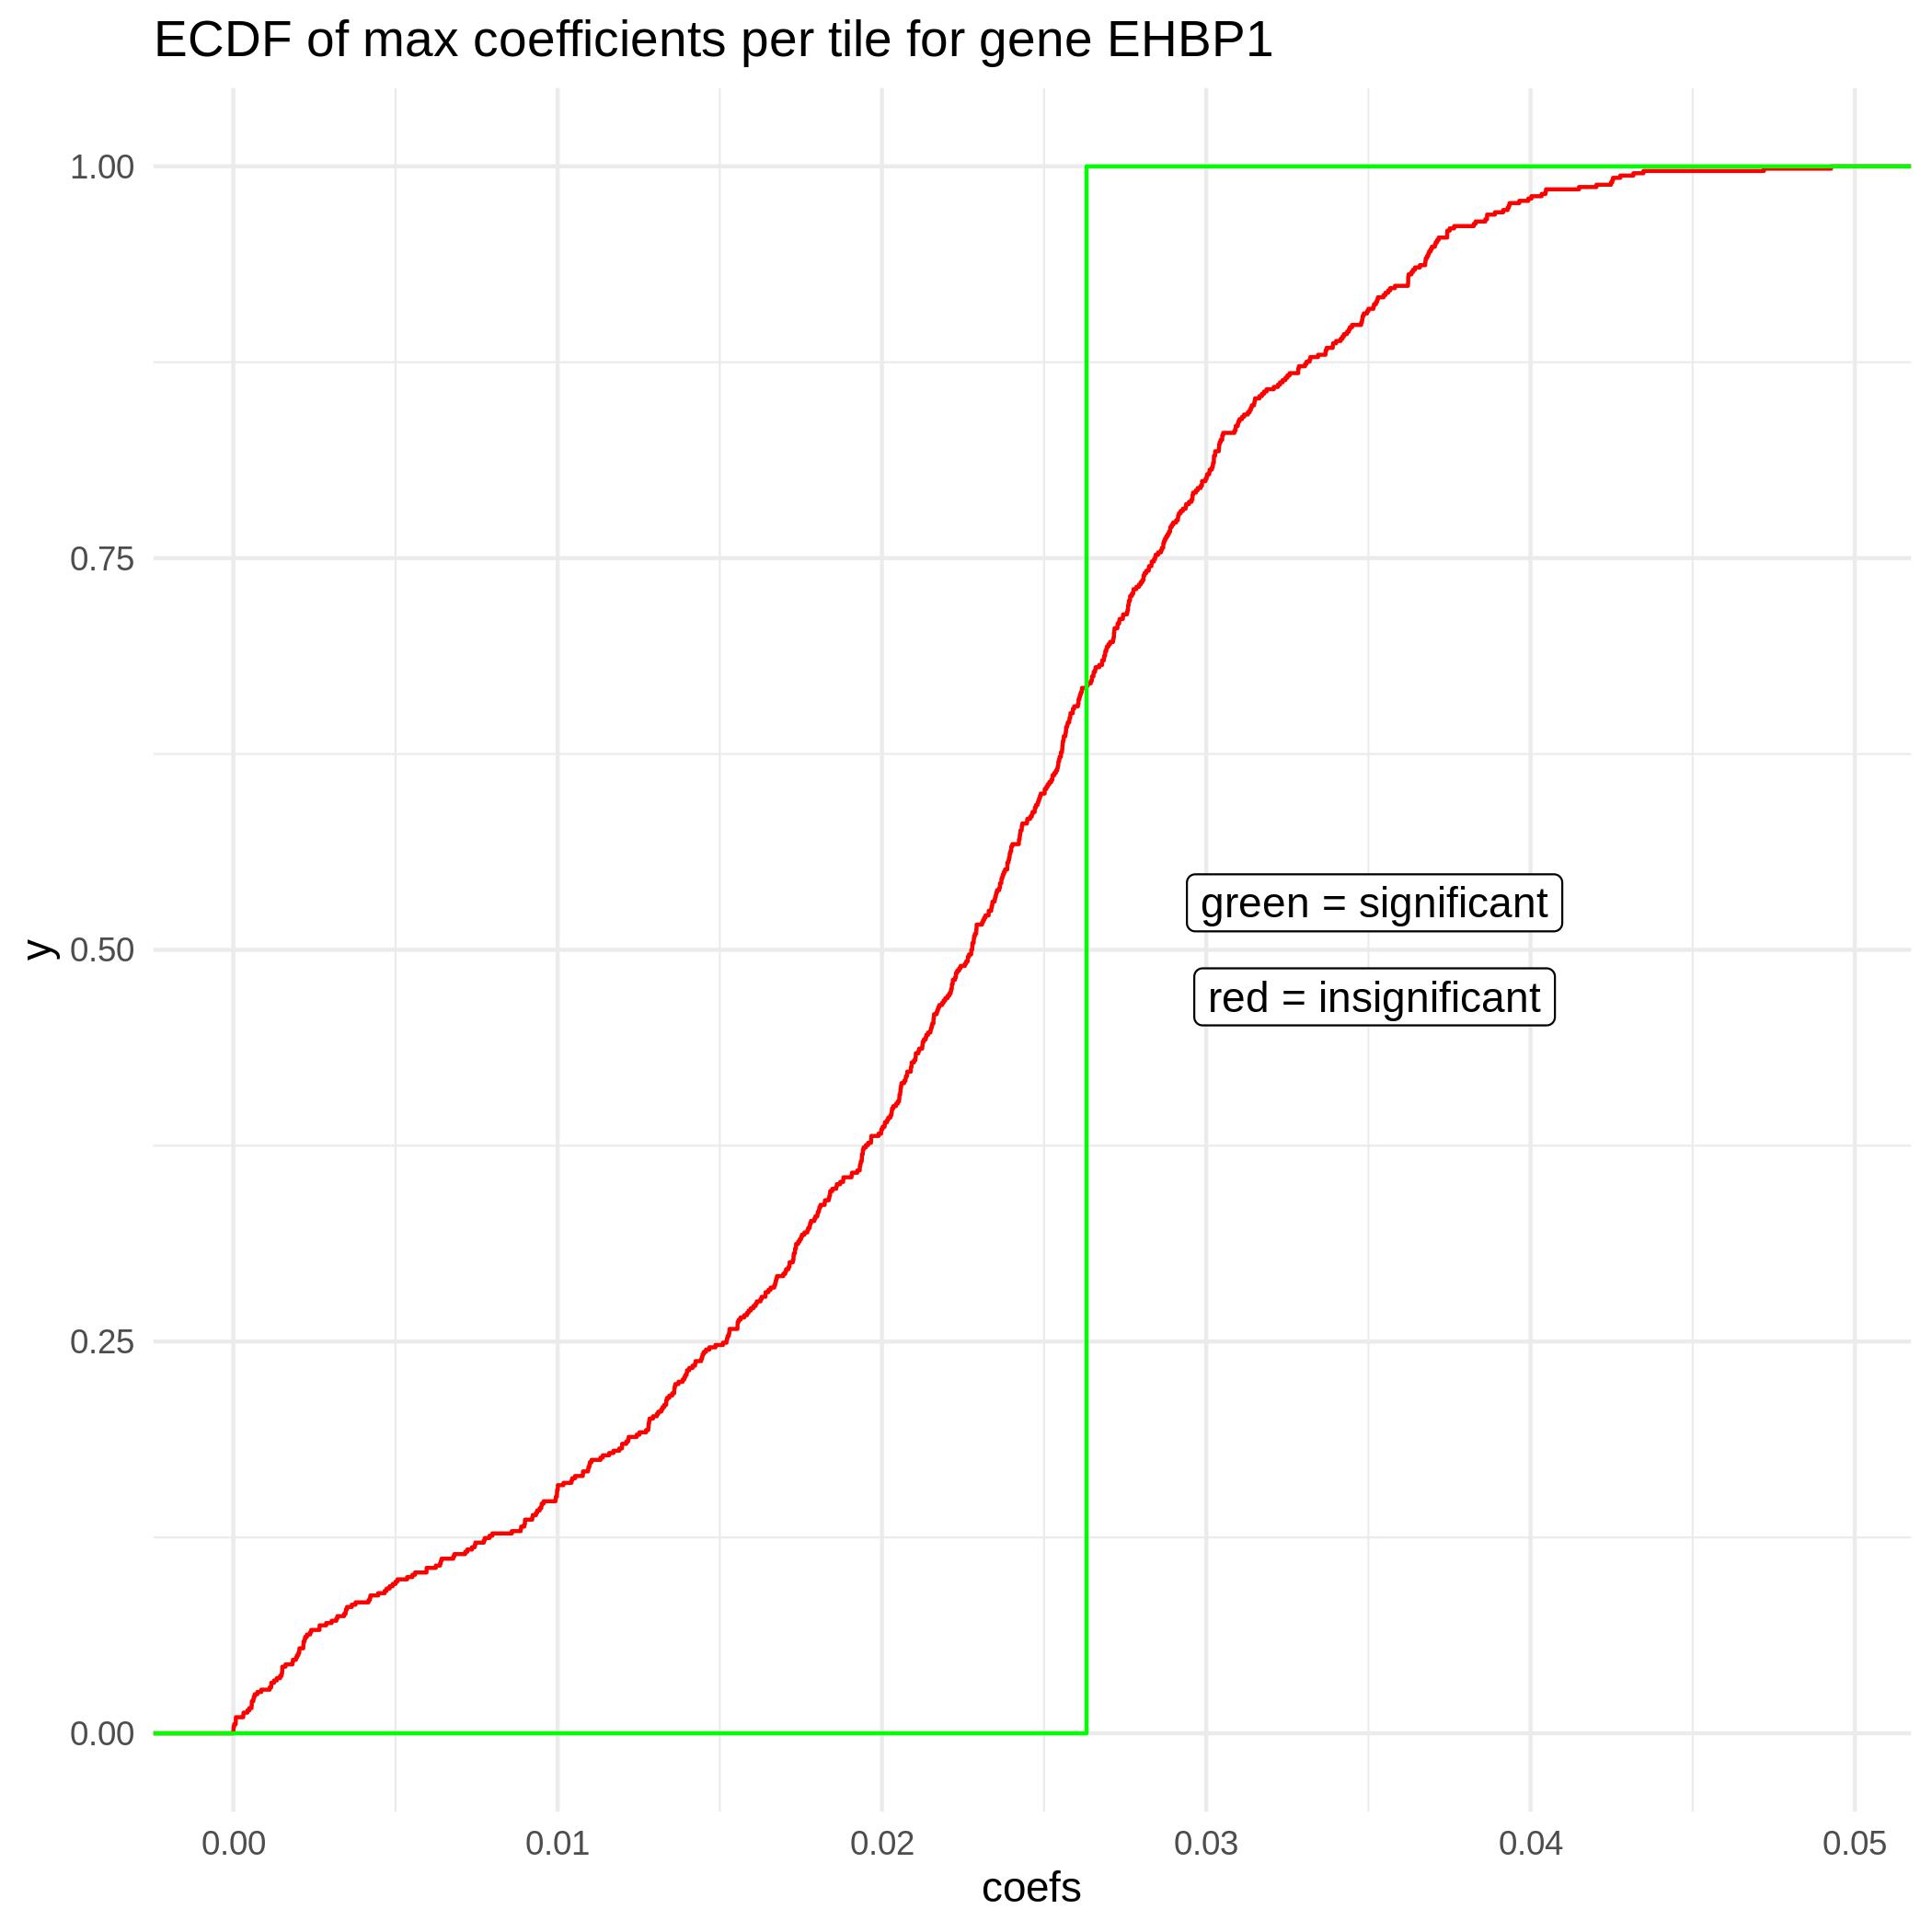 ECDF of max coefficients per tile for gene EHBP1
1.00
0.75
0.50
0.25
0.00
y
green = significant
red = insignificant
0.00 0.01 0.02 0.03 0.04 0.05
coefs